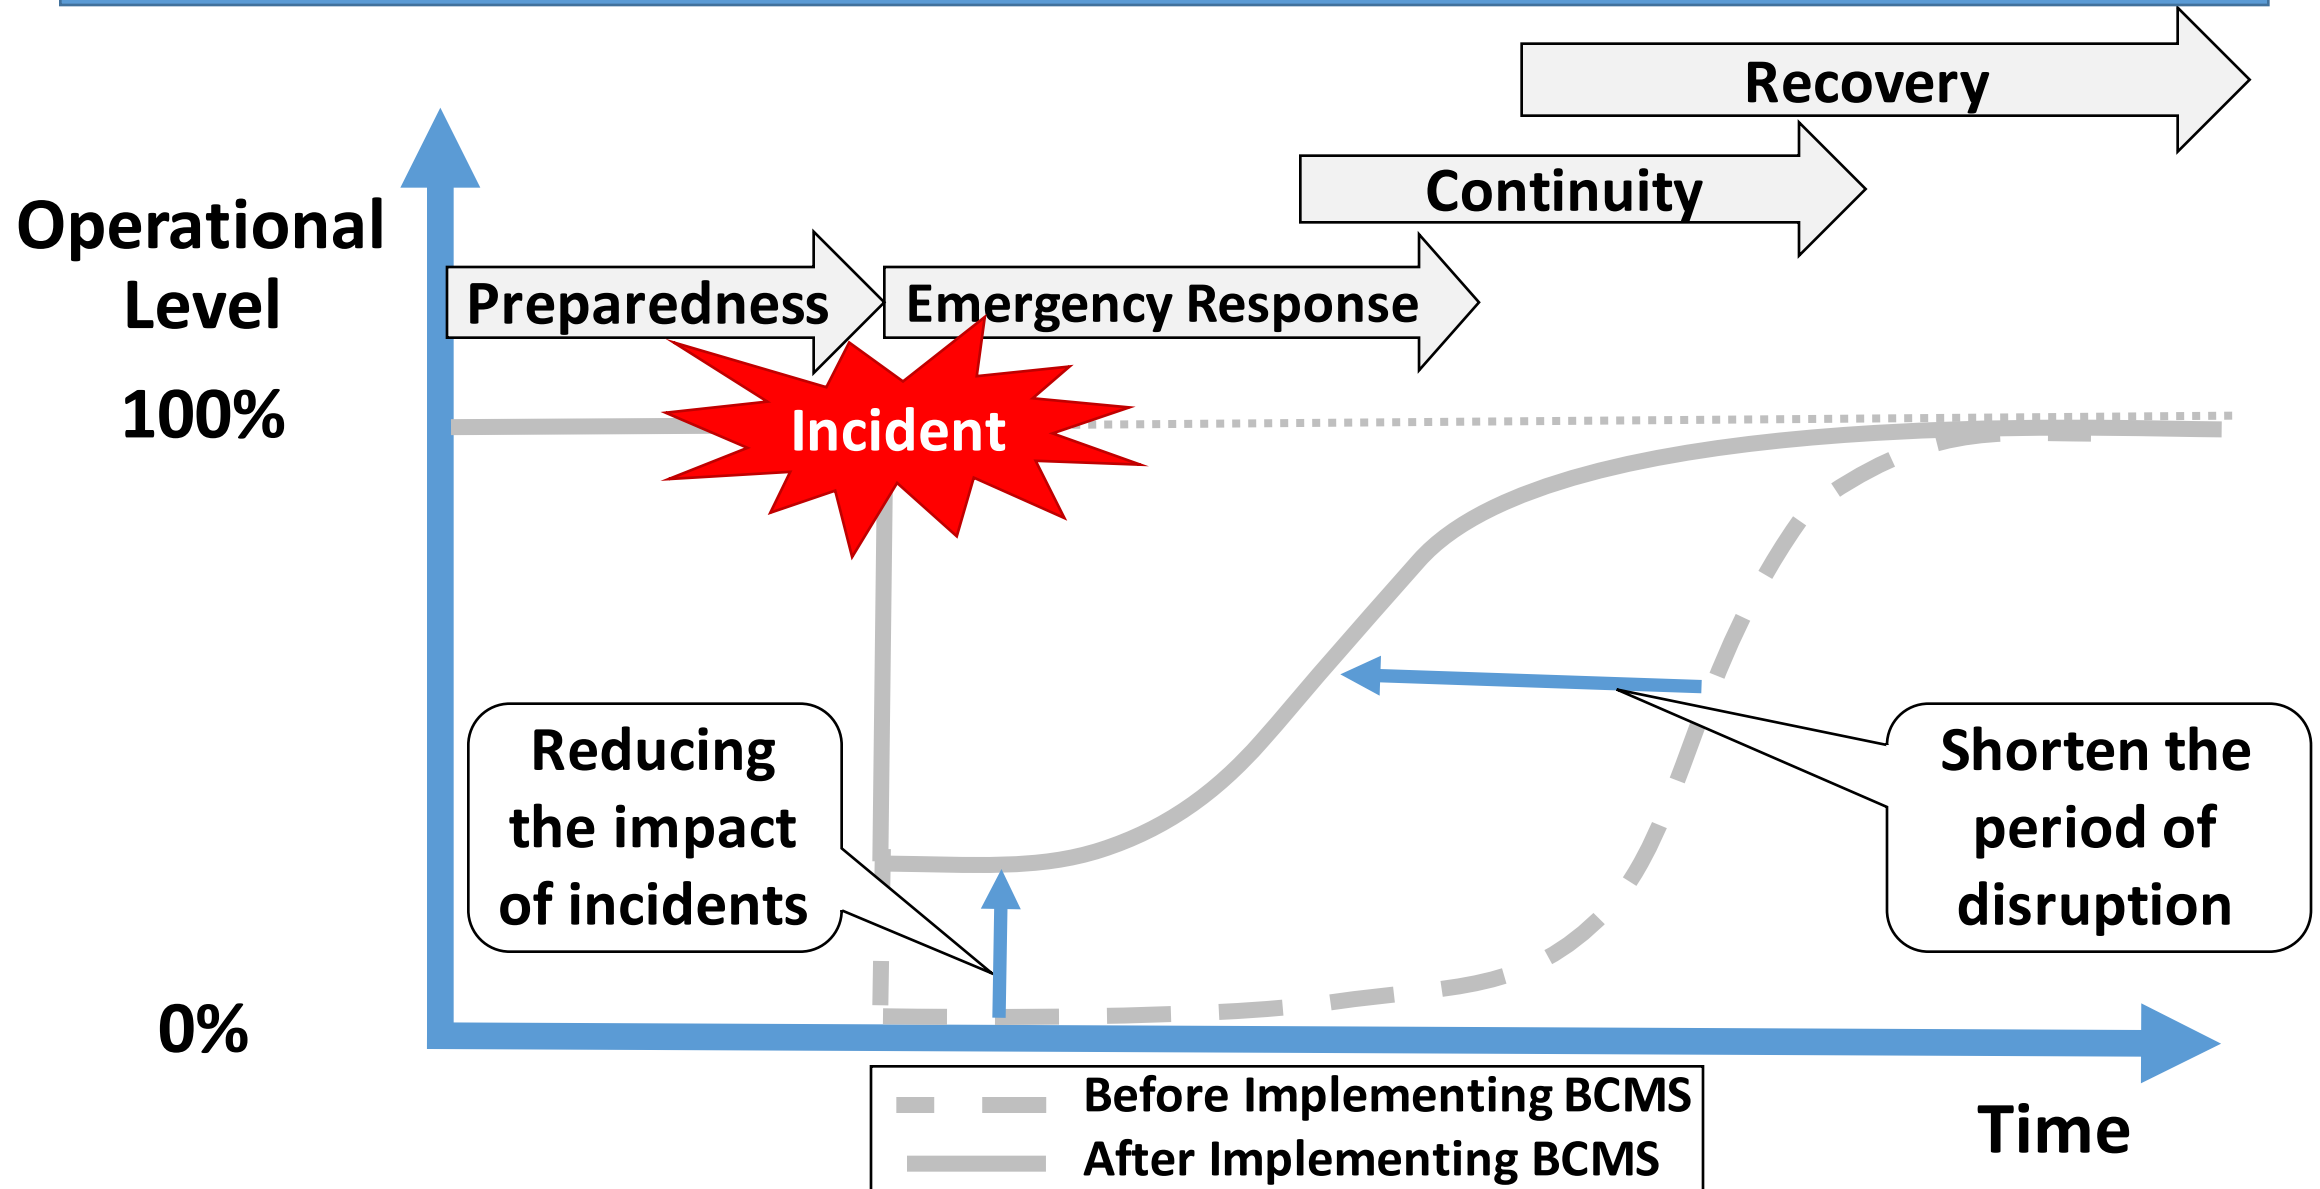 Recovery
Continuity
Operational
Level
Preparedness
Emergency Response
100%
Incident
Reducing
the impact
of incidents
Shorten the
period of
disruption
0%
Before Implementing BCMS
After Implementing BCMS
Time